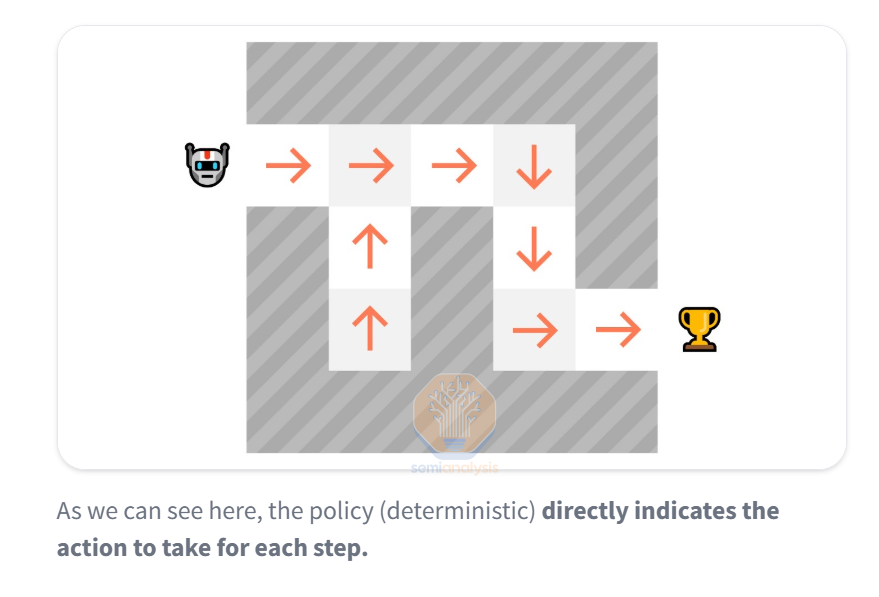 semianalysis
As we can see here, the policy (deterministic) directly indicates the
action to take for each step.